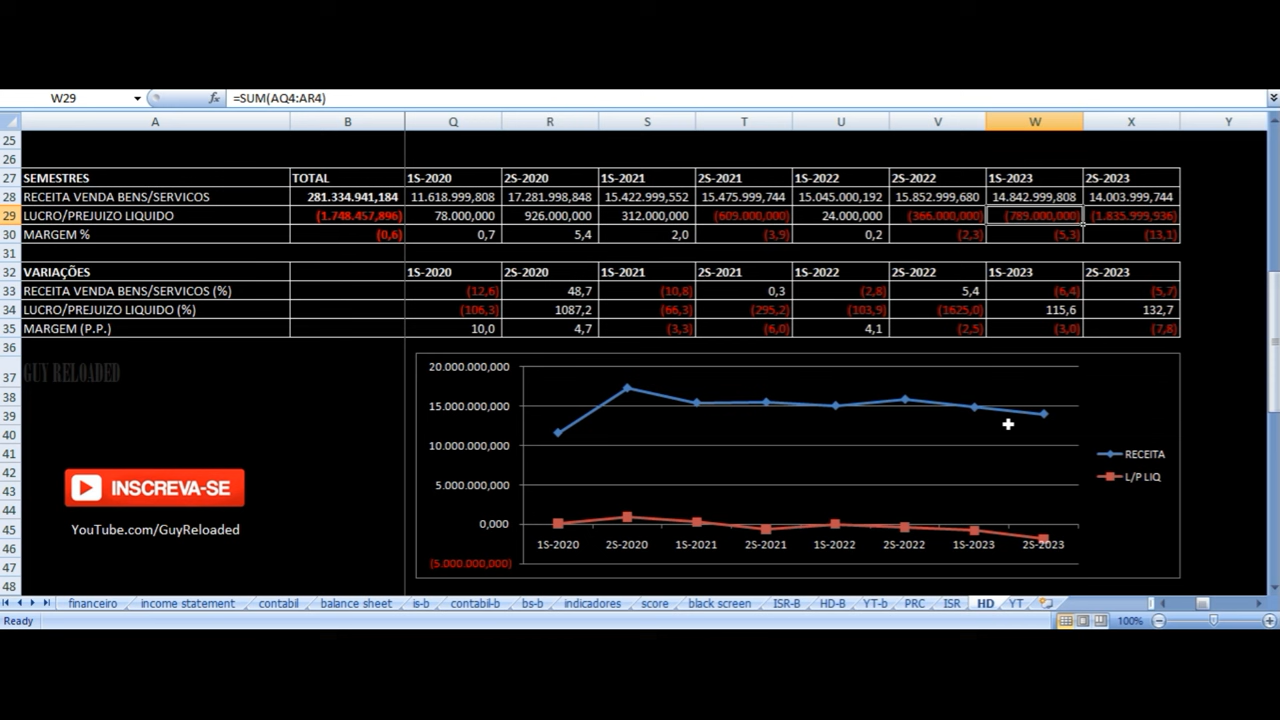 W29 fx =SUM(AQ4:AR4)
A B Q R S T U V W X Y
25
26
27 SEMESTRES TOTAL 1S-2020 2S-2020 1S-2021 2S-2021 1S-2022 2S-2022 1S-2023 2S-2023
28 RECEITA VENDA BENS/SERVICOS 281.334.941,184 11.618.999,808 17.281.998,848 15.422.999,552 15.475.999,744 15.045.000,192 15.852.999,680 14.842.999,808 14.003.999,744
29 LUCRO/PREJUIZO LIQUIDO (1.748.457,896) 78.000,000 926.000,000 312.000,000 (609.000,000) 24.000,000 (366.000,000) (789.000,000) (1.835.999,936)
30 MARGEM % (0,6) 0,7 5,4 2,0 (3,9) 0,2 (2,3) (5,3) (13,1)
31
32 VARIAÇÕES 1S-2020 2S-2020 1S-2021 2S-2021 1S-2022 2S-2022 1S-2023 2S-2023
33 RECEITA VENDA BENS/SERVICOS (%) (12,6) 48,7 (10,8) 0,3 (2,8) 5,4 (6,4) (5,7)
34 LUCRO/PREJUIZO LIQUIDO (%) (106,3) 1087,2 (66,3) (295,2) (103,9) (1625,0) 115,6 132,7
35 MARGEM (P.P.) 10,0 4,7 (3,3) (6,0) 4,1 (2,5) (3,0) (7,8)
36
37 GUY RELOADED
38
39
40
41
42
43
44
45
46
47
48
20.000.000,000
15.000.000,000
10.000.000,000
5.000.000,000
0,000
(5.000.000,000)
1S-2020 2S-2020 1S-2021 2S-2021 1S-2022 2S-2022 1S-2023 2S-2023
RECEITA
L/P LIQ
INSCREVA-SE
YouTube.com/GuyReloaded
financeiro income statement contabil balance sheet is-b contabil-b bs-b indicadores score black screen ISR-B HD-B YT-b PRC ISR HD YT
Ready 100%